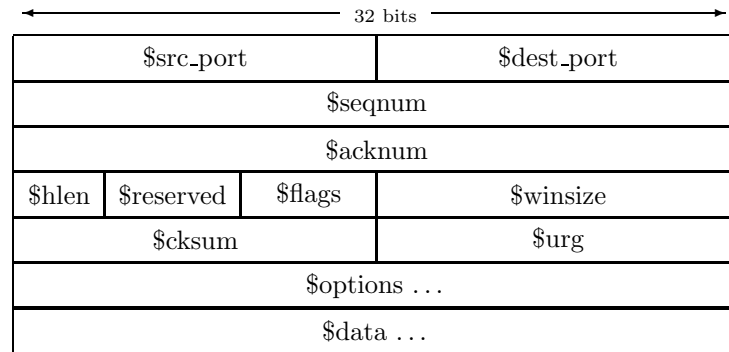 32 bits
$src_port $dest_port
$seqnum
$acknum
$hlen $reserved $flags $winsize
$cksum $urg
$options ...
$data ...